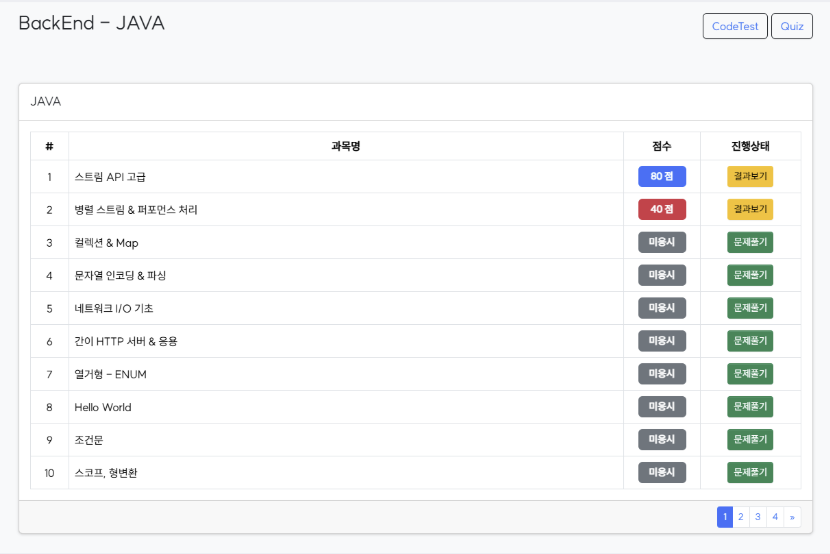 BackEnd - JAVA
CodeTest Quiz
JAVA
# 과목명 점수 진행상태
1 스트림 API 고급 80 점 결과보기
2 병렬 스트림 & 퍼포먼스 처리 40 점 결과보기
3 컬렉션 & Map 미응시 문제풀기
4 문자열 인코딩 & 파싱 미응시 문제풀기
5 네트워크 I/O 기초 미응시 문제풀기
6 간이 HTTP 서버 & 응용 미응시 문제풀기
7 열거형 - ENUM 미응시 문제풀기
8 Hello World 미응시 문제풀기
9 조건문 미응시 문제풀기
10 스코프, 형변환 미응시 문제풀기
1 2 3 4 »